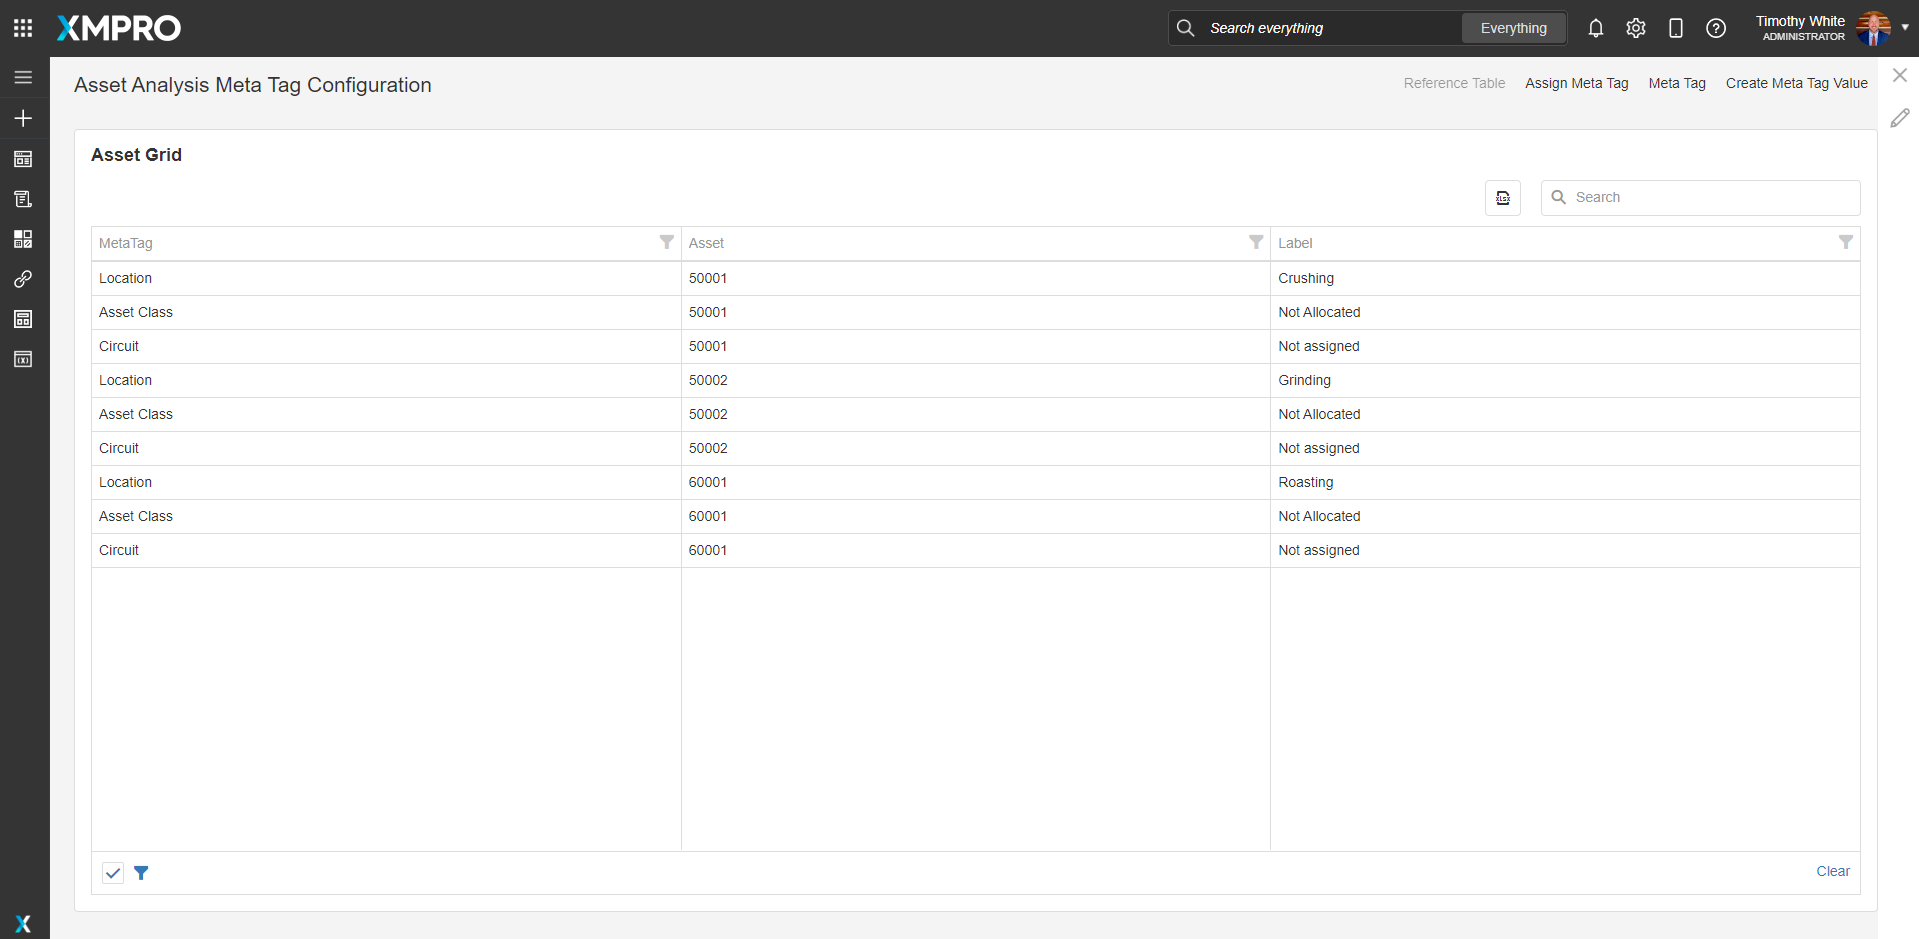 XMPRO
Search everything
Everything
Timothy White
ADMINISTRATOR
Asset Analysis Meta Tag Configuration
Reference Table Assign Meta Tag Meta Tag Create Meta Tag Value
Asset Grid
xlsx
Search
MetaTag Asset Label
Location 50001 Crushing
Asset Class 50001 Not Allocated
Circuit 50001 Not assigned
Location 50002 Grinding
Asset Class 50002 Not Allocated
Circuit 50002 Not assigned
Location 60001 Roasting
Asset Class 60001 Not Allocated
Circuit 60001 Not assigned
Clear